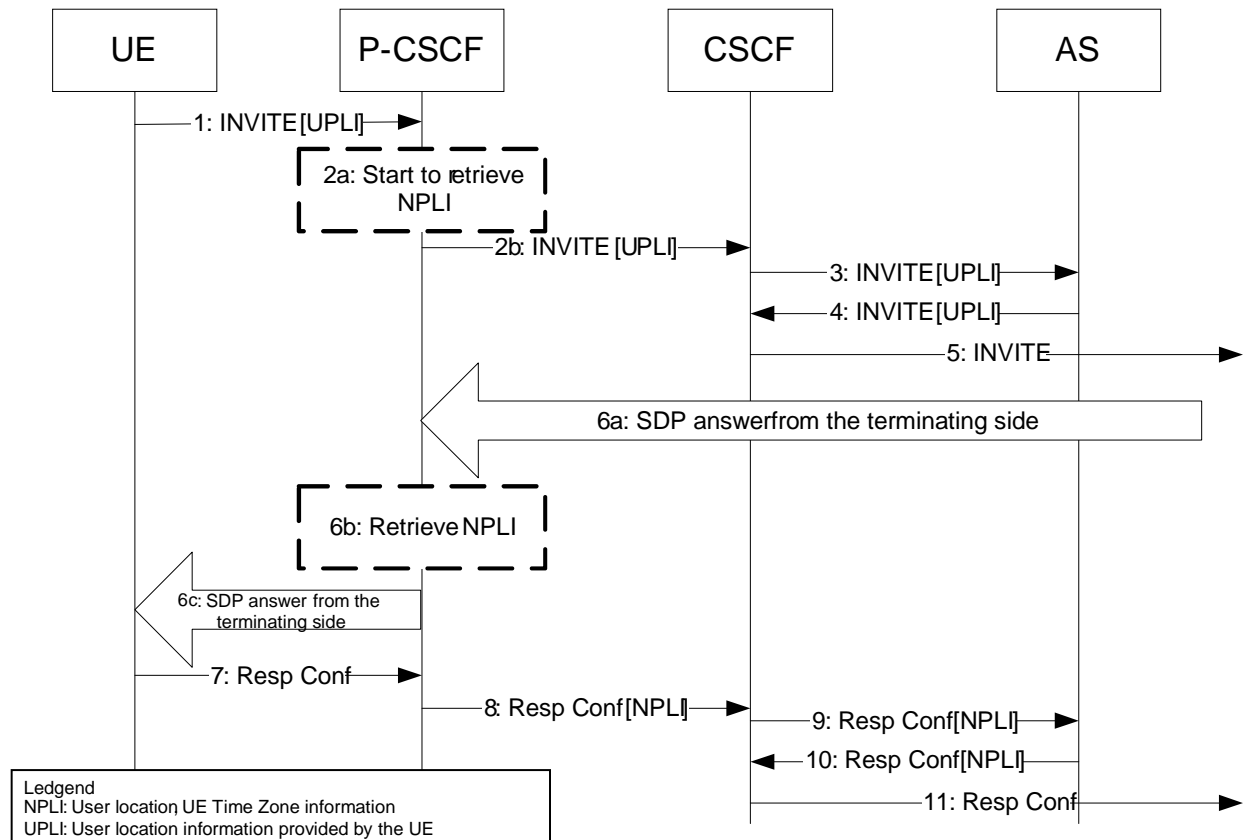 UE
P-CSCF
CSCF
AS
1: INVITE[UPLI]
2a: Start to retrieve
NPLI
2b: INVITE [UPLI]
3: INVITE[UPLI]
4: INVITE[UPLI]
5: INVITE
6a: SDP answerfrom the terminating side
6b: Retrieve NPLI
6c: SDP answer from the
terminating side
7: Resp Conf
8: Resp Conf[NPLI]
9: Resp Conf[NPLI]
10: Resp Conf[NPLI]
11: Resp Conf
Ledgend
NPLI: User location, UE Time Zone information
UPLI: User location information provided by the UE